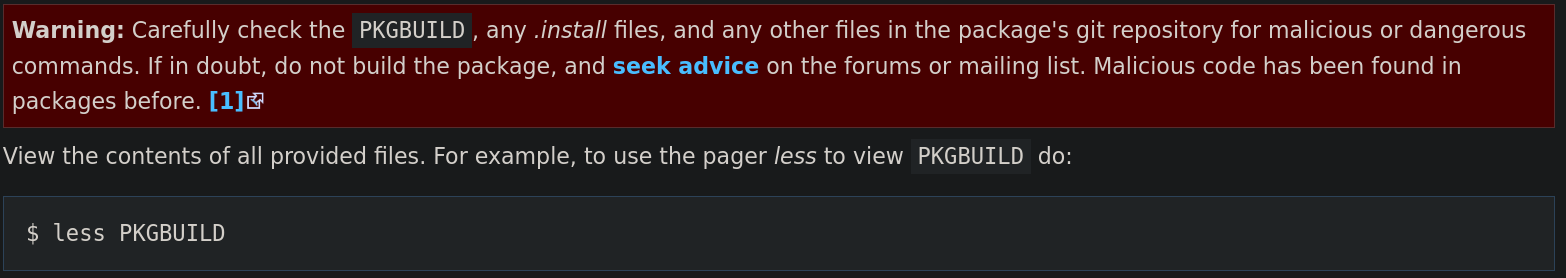 Warning: Carefully check the PKGBUILD, any .install files, and any other files in the package's git repository for malicious or dangerous
commands. If in doubt, do not build the package, and seek advice on the forums or mailing list. Malicious code has been found in
packages before. [1]
View the contents of all provided files. For example, to use the pager less to view PKGBUILD do:
$ less PKGBUILD